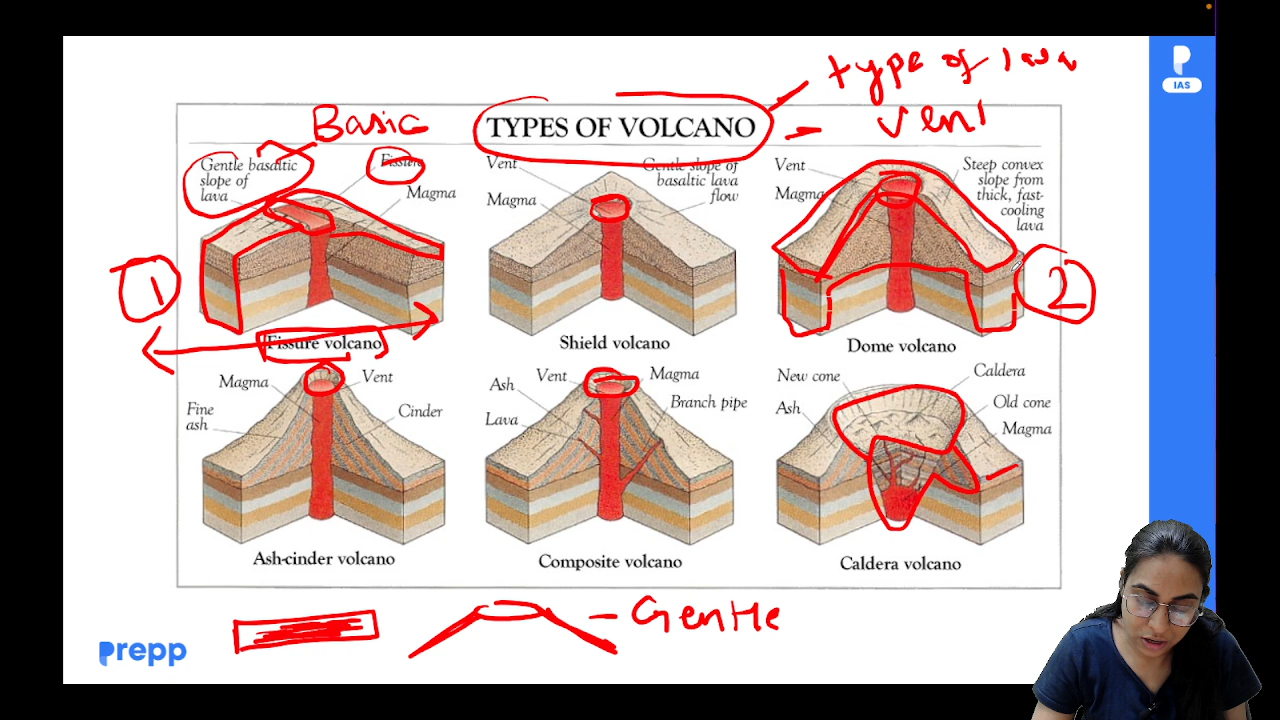 type of lava
vent
Basic
TYPES OF VOLCANO
IAS
Gentle basaltic
slope of
lava
Fissure
Magma
Vent
Magma
Gentle slope of
basaltic lava
flow
Vent
Magma
Steep convex
slope from
thick, fast-
cooling
lava
1
2
Fissure volcano
Shield volcano
Dome volcano
Magma
Vent
Fine
ash
Cinder
Ash
Vent
Magma
Lava
Branch pipe
New cone
Caldera
Ash
Old cone
Magma
Ash-cinder volcano
Composite volcano
Caldera volcano
- Gentle
prepp